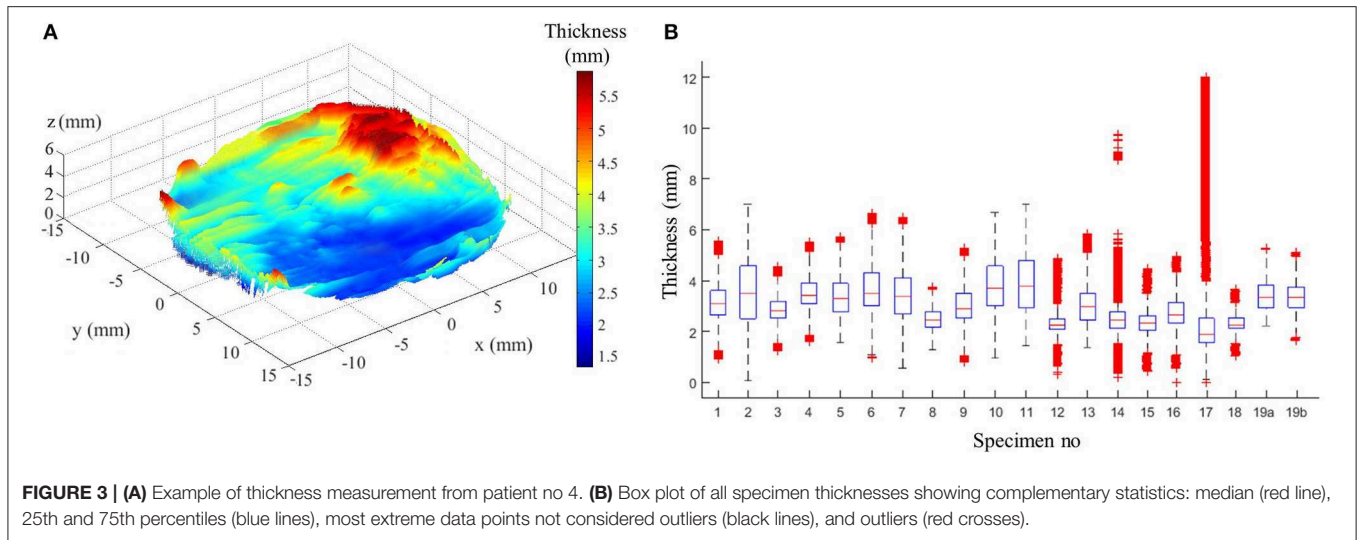 A
Thickness
(mm)
z (mm)
6
4
2
0
-15
-10
-5
0
5
10
15
y (mm)
-15
-10
-5
0
5
10
x (mm)
5.5
5
4.5
4
3.5
3
2.5
2
1.5
B
Thickness (mm)
12
10
8
6
4
2
0
1 2 3 4 5 6 7 8 9 10 11 12 13 14 15 16 17 18 19a 19b
Specimen no
FIGURE 3 | (A) Example of thickness measurement from patient no 4. (B) Box plot of all specimen thicknesses showing complementary statistics: median (red line),
25th and 75th percentiles (blue lines), most extreme data points not considered outliers (black lines), and outliers (red crosses).